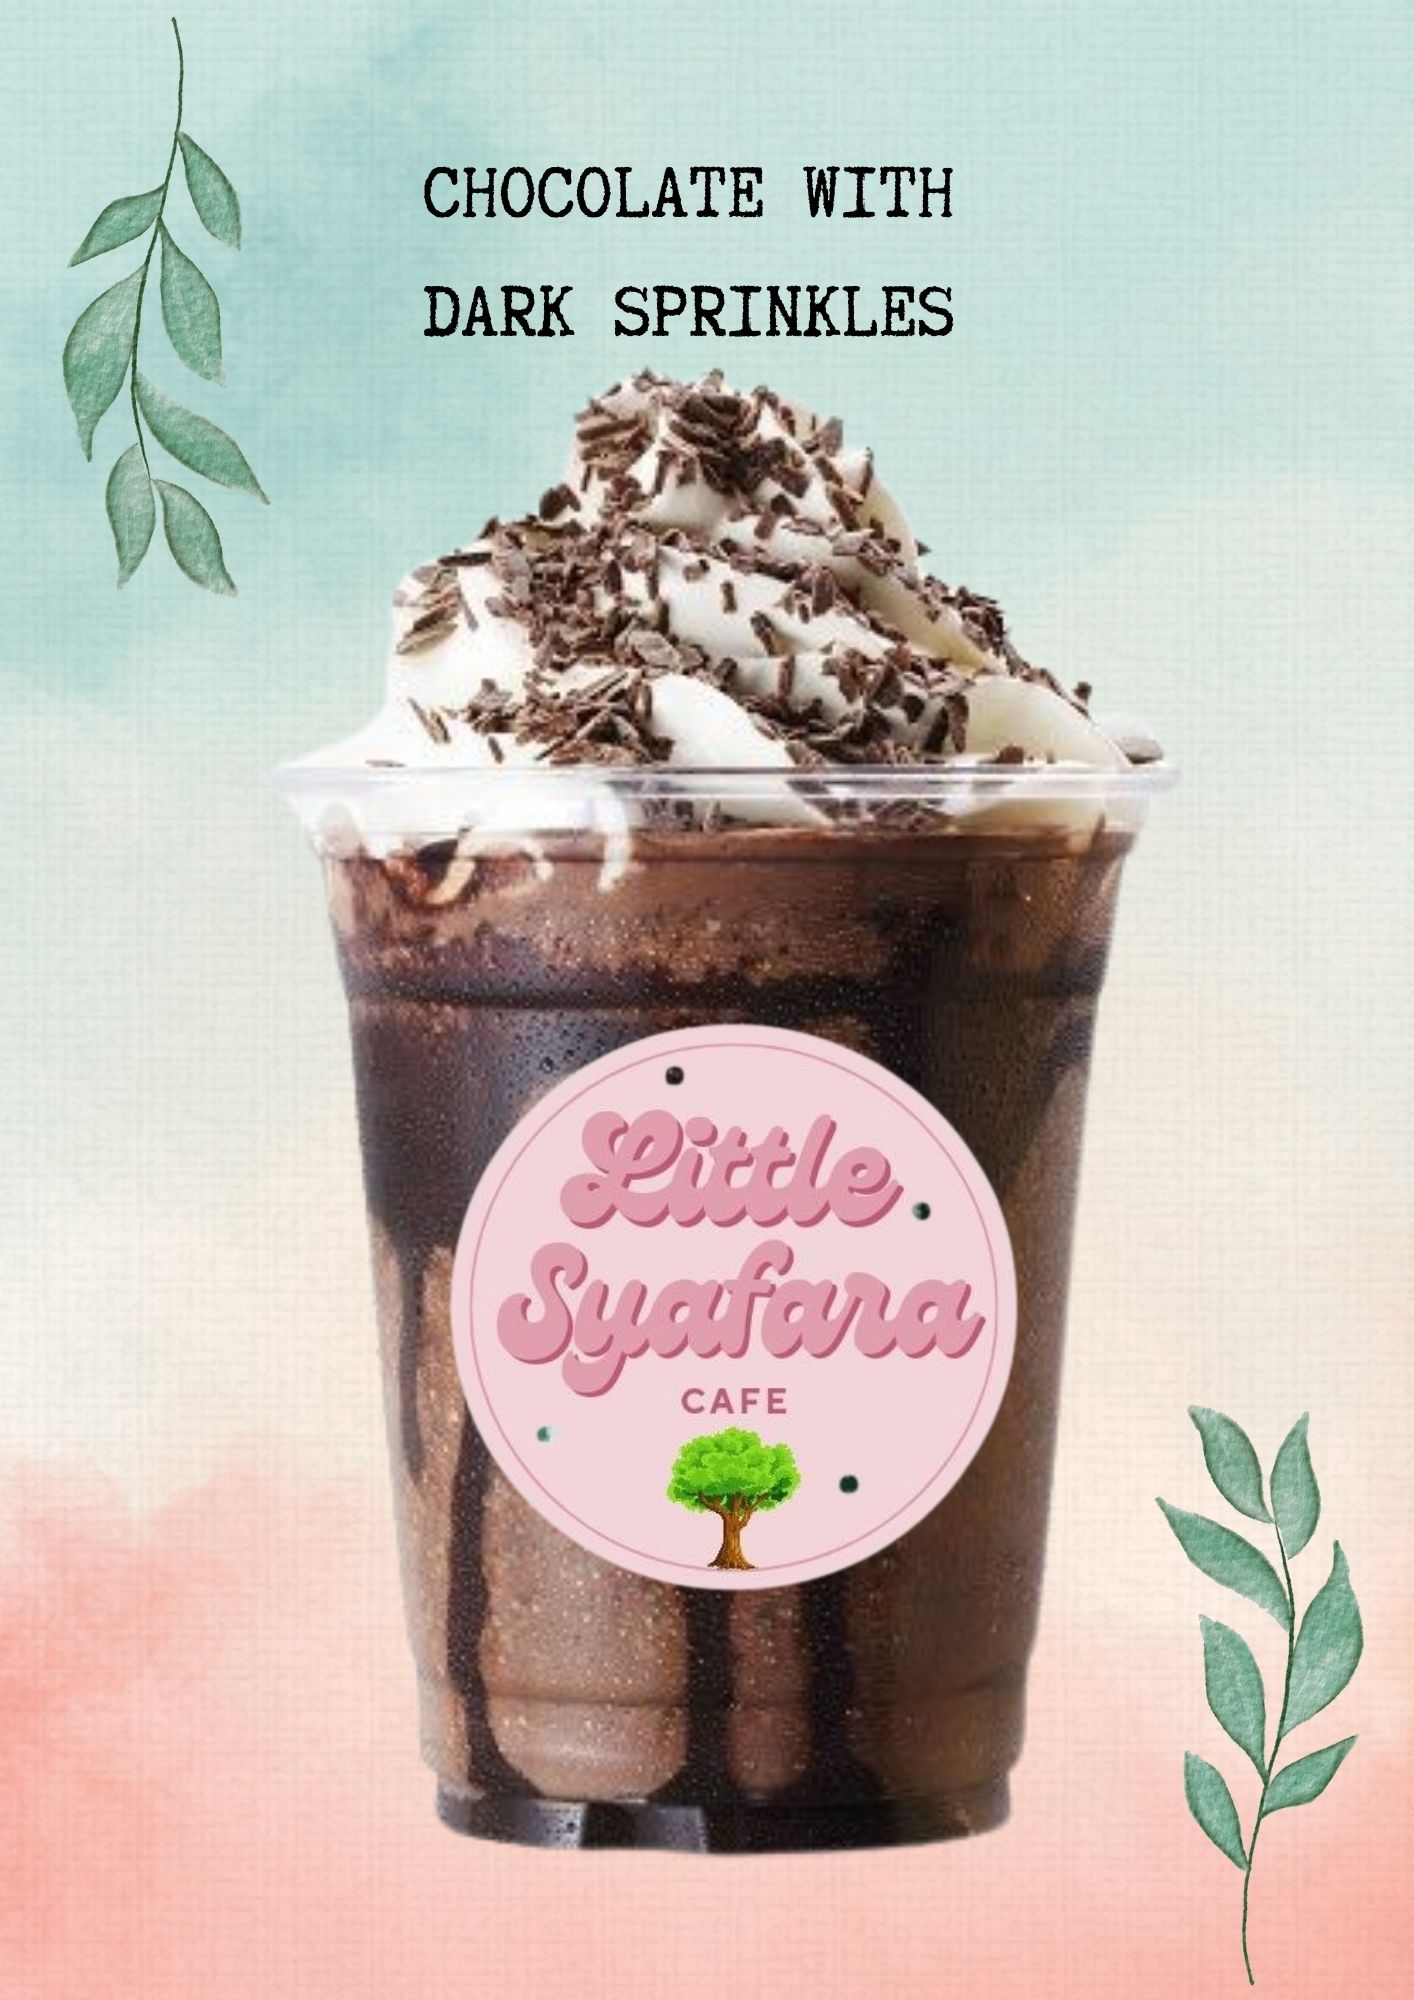 CHOCOLATE WITH
DARK SPRINKLES
Little
Syafara
CAFE